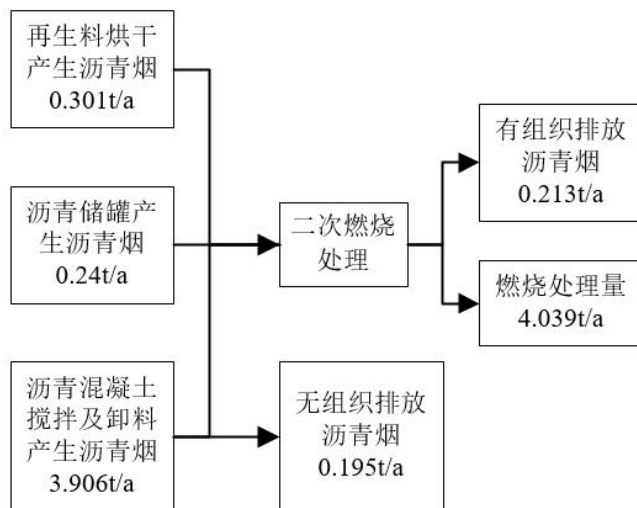 再生料烘干
产生沥青烟
0.301t/a
沥青储罐产
生沥青烟
0.24t/a
沥青混凝土
搅拌及卸料
产生沥青烟
3.906t/a
二次燃烧
处理
无组织排放
沥青烟
0.195t/a
有组织排放
沥青烟
0.213t/a
燃烧处理量
4.039t/a